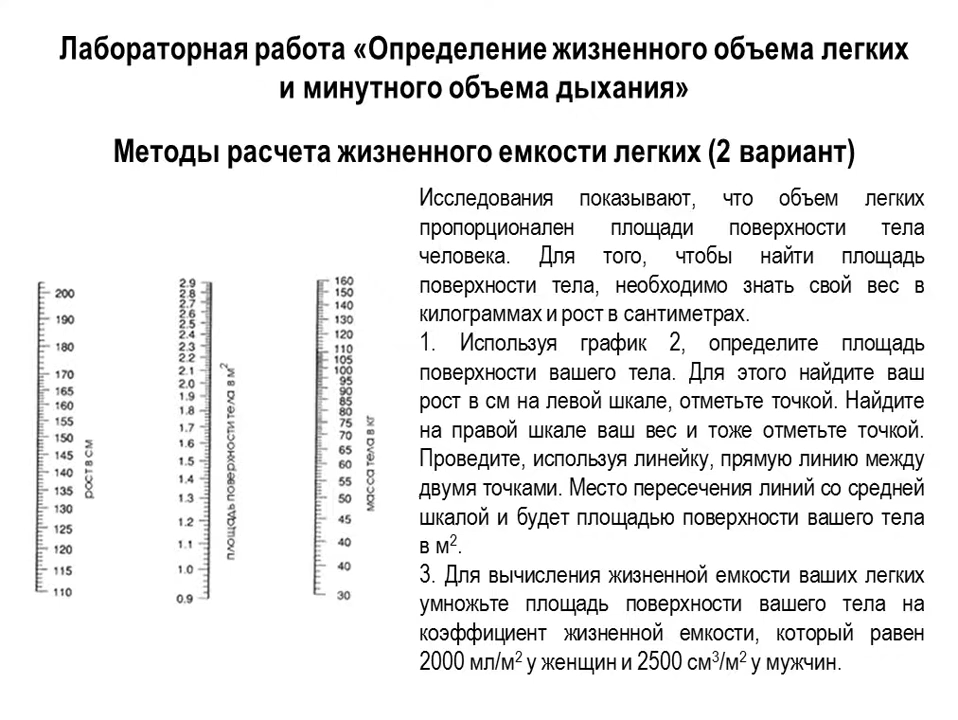 Лабораторная работа «Определение жизненного объема легких
и минутного объема дыхания»
Методы расчета жизненного емкости легких (2 вариант)
Исследования показывают, что объем легких
пропорционален площади поверхности тела
человека. Для того, чтобы найти площадь
поверхности тела, необходимо знать свой вес в
килограммах и рост в сантиметрах.
1. Используя график 2, определите площадь
поверхности вашего тела. Для этого найдите ваш
рост в см на левой шкале, отметьте точкой. Найдите
на правой шкале ваш вес и тоже отметьте точкой.
Проведите, используя линейку, прямую линию между
двумя точками. Место пересечения линий со средней
шкалой и будет площадью поверхности вашего тела
в м².
3. Для вычисления жизненной емкости ваших легких
умножьте площадь поверхности вашего тела на
коэффициент жизненной емкости, который равен
2000 мл/м² у женщин и 2500 см³/м² у мужчин.
200
190
180
170
165
160
155
150
145
140
135
130
125
120
115
110
рост в см
2.9
2.8
2.7
2.6
2.5
2.4
2.3
2.2
2.1
2.0
1.9
1.8
1.7
1.6
1.5
1.4
1.3
1.2
1.1
1.0
0.9
площадь поверхности тела в м²
160
150
140
130
120
110
105
100
95
90
85
80
75
70
65
60
55
50
45
40
40
30
масса тела в кг